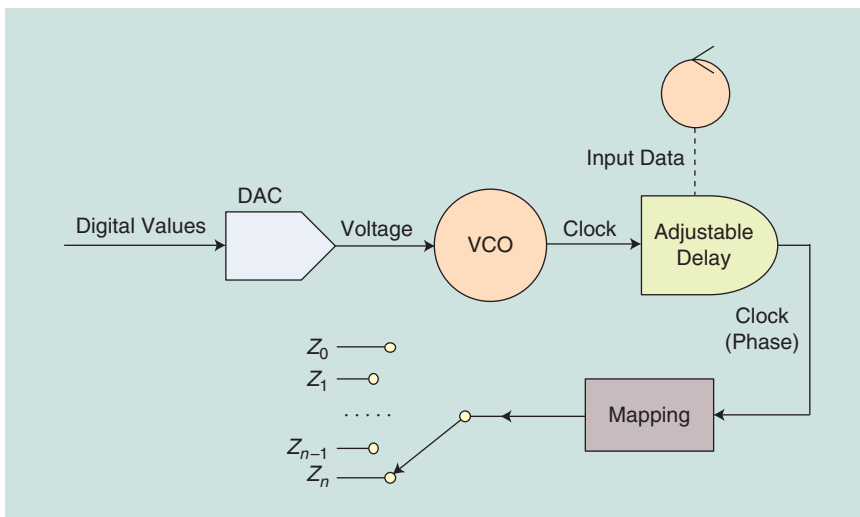 Input Data
DAC
Digital Values
Voltage
VCO
Clock
Adjustable
Delay
Clock
(Phase)
Z0
Z1
.....
Zn−1
Zn
Mapping